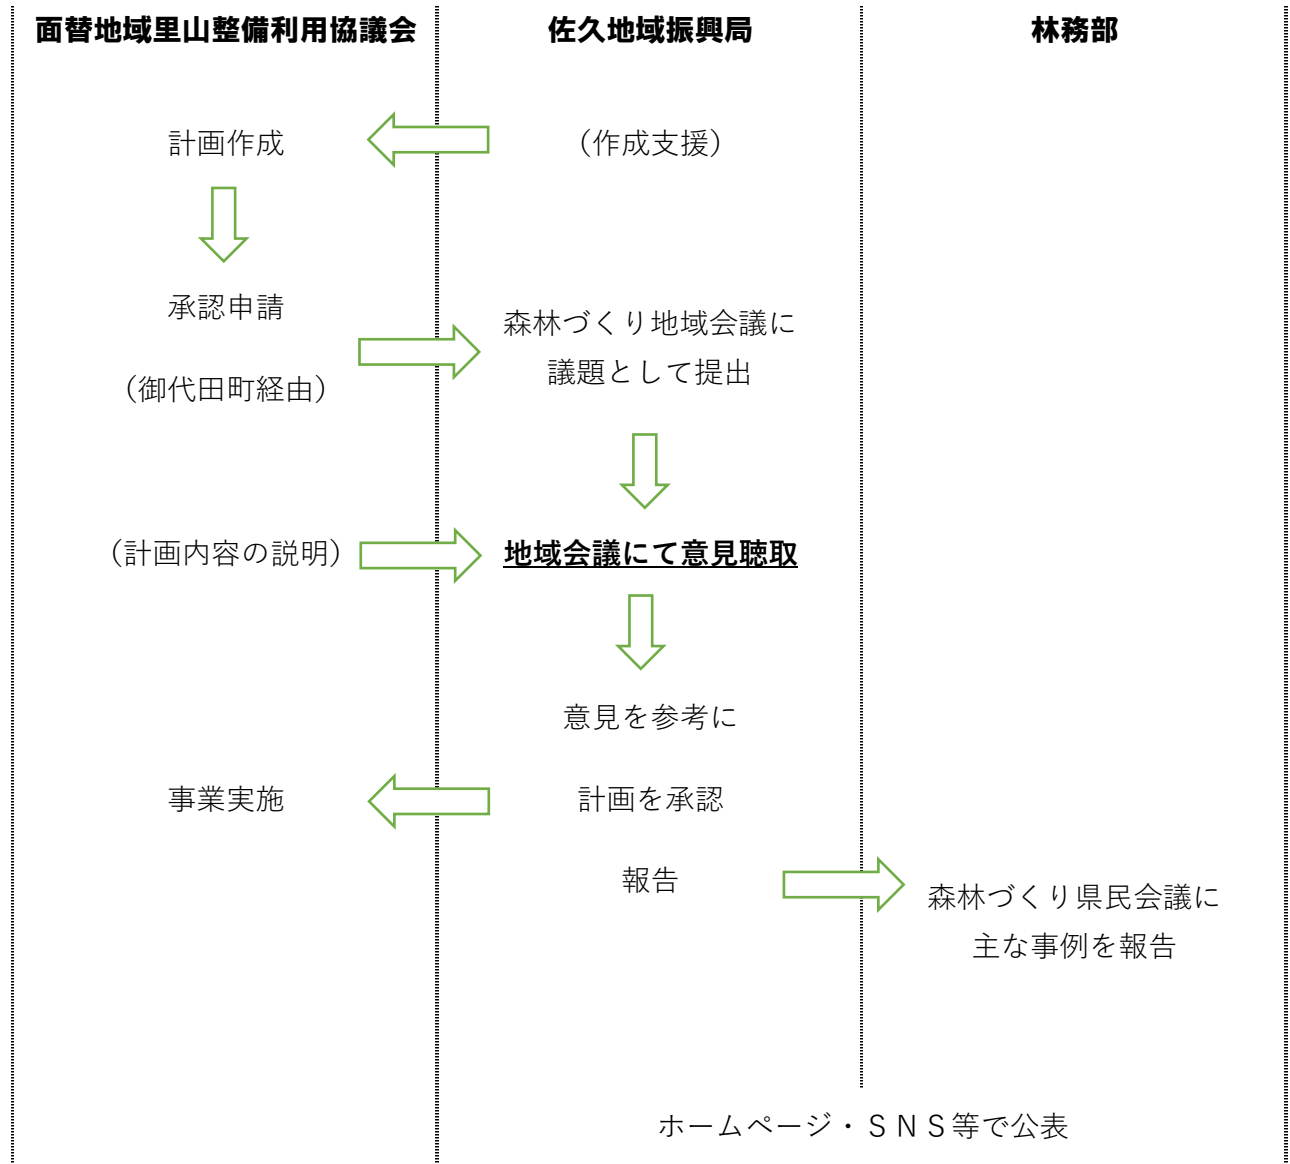 面替地域里山整備利用協議会
佐久地域振興局
林務部
計画作成
（作成支援）
承認申請
（御代田町経由）
森林づくり地域会議に
議題として提出
（計画内容の説明）
地域会議にて意見聴取
意見を参考に
事業実施
計画を承認
報告
森林づくり県民会議に
主な事例を報告
ホームページ・ＳＮＳ等で公表